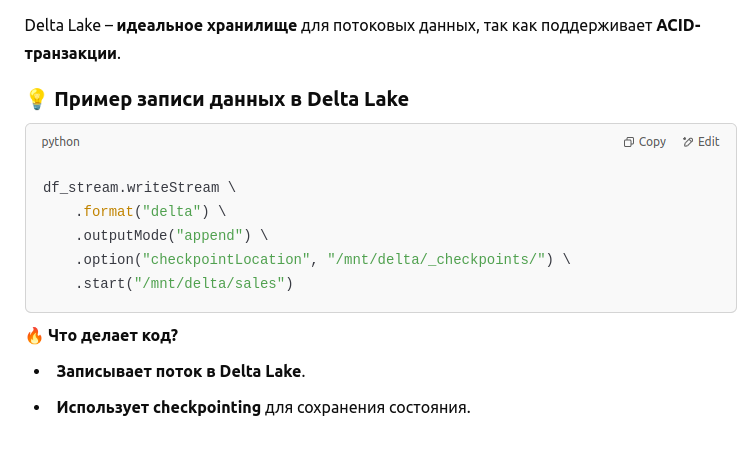 Delta Lake – идеальное хранилище для потоковых данных, так как поддерживает ACID-
транзакции.
💡 Пример записи данных в Delta Lake
python Copy Edit
df_stream.writeStream \
    .format("delta") \
    .outputMode("append") \
    .option("checkpointLocation", "/mnt/delta/_checkpoints/") \
    .start("/mnt/delta/sales")
🔥 Что делает код?
• Записывает поток в Delta Lake.
• Использует checkpointing для сохранения состояния.